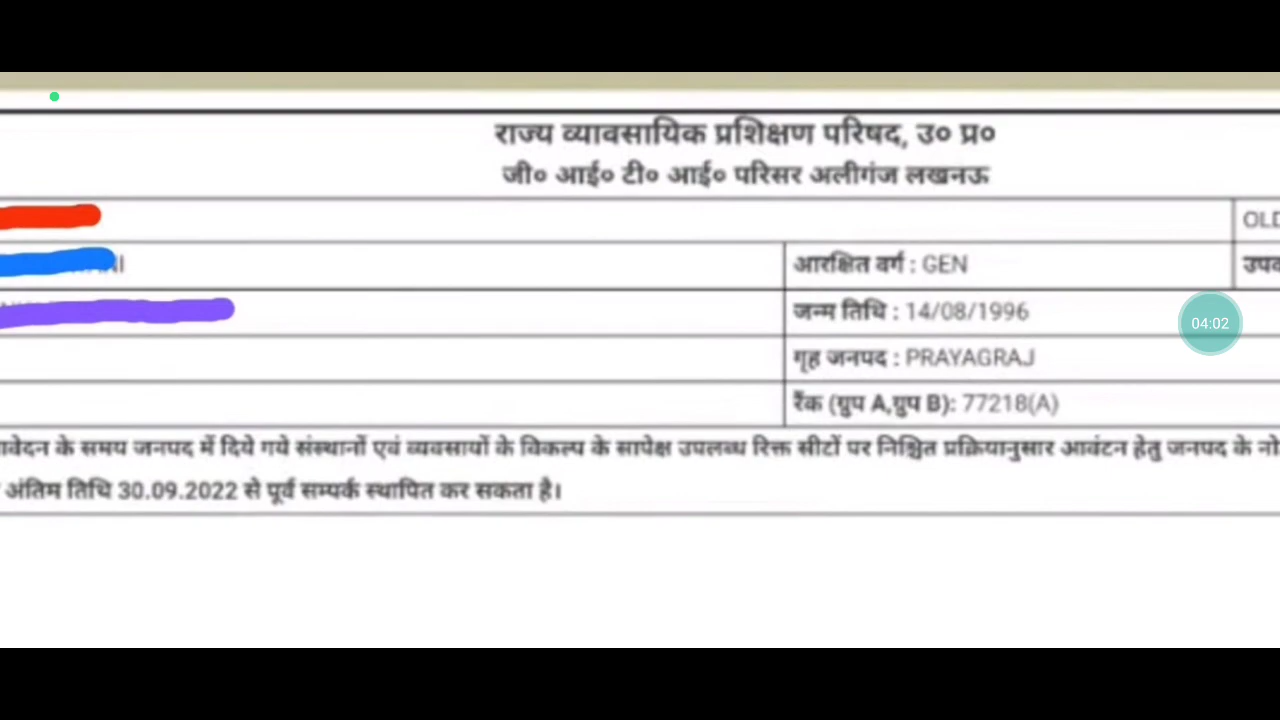 राज्य व्यावसायिक प्रशिक्षण परिषद, उ० प्र०
जी० आई० टी० आई० परिसर अलीगंज लखनऊ
OLD
आरक्षित वर्ग : GEN
जन्म तिथि : 14/08/1996
04:02
गृह जनपद : PRAYAGRAJ
रैंक (ग्रुप A,ग्रुप B): 77218(A)
के समय जनपद में दिये गये संस्थानों एवं व्यवसायों के विकल्प के सापेक्ष उपलब्ध रिक्त सीटों पर निश्चित प्रक्रियानुसार आवंटन हेतु जनपद के
अंतिम तिथि 30.09.2022 से पूर्व सम्पर्क स्थापित कर सकता है।